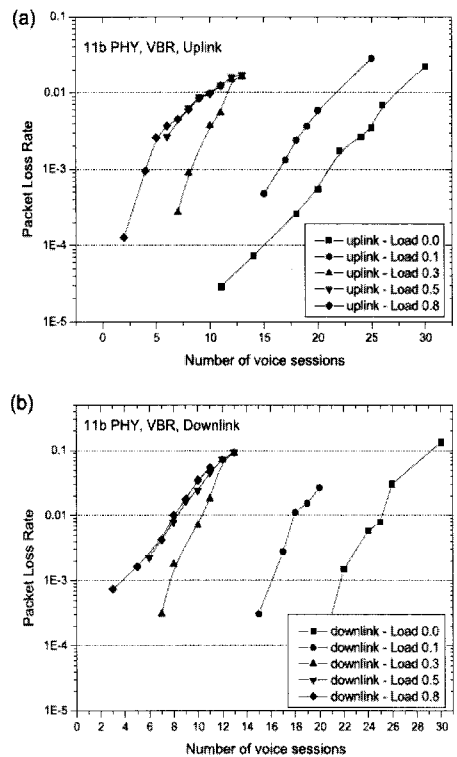 (a)
11b PHY, VBR, Uplink
Packet Loss Rate
0.1
0.01
1E-3
1E-4
1E-5
uplink - Load 0.0
uplink - Load 0.1
uplink - Load 0.3
uplink - Load 0.5
uplink - Load 0.8
0 5 10 15 20 25 30
Number of voice sessions
(b)
11b PHY, VBR, Downlink
Packet Loss Rate
0.1
0.01
1E-3
1E-4
1E-5
downlink - Load 0.0
downlink - Load 0.1
downlink - Load 0.3
downlink - Load 0.5
downlink - Load 0.8
0 2 4 6 8 10 12 14 16 18 20 22 24 26 28 30
Number of voice sessions